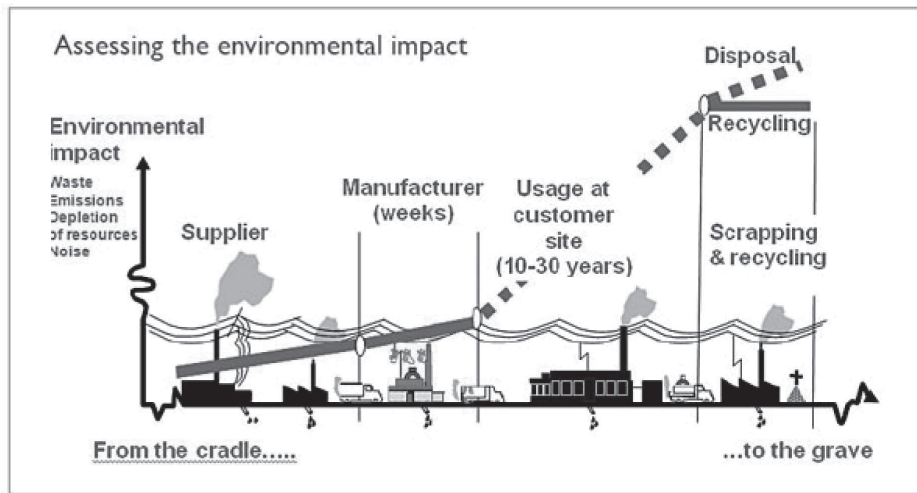 Assessing the environmental impact
Disposal
Recycling
Environmental
impact
Waste
Emissions
Depletion
of resources
Noise
Supplier
Manufacturer
(weeks)
Usage at
customer
site
(10-30 years)
Scrapping
& recycling
From the cradle.....
...to the grave